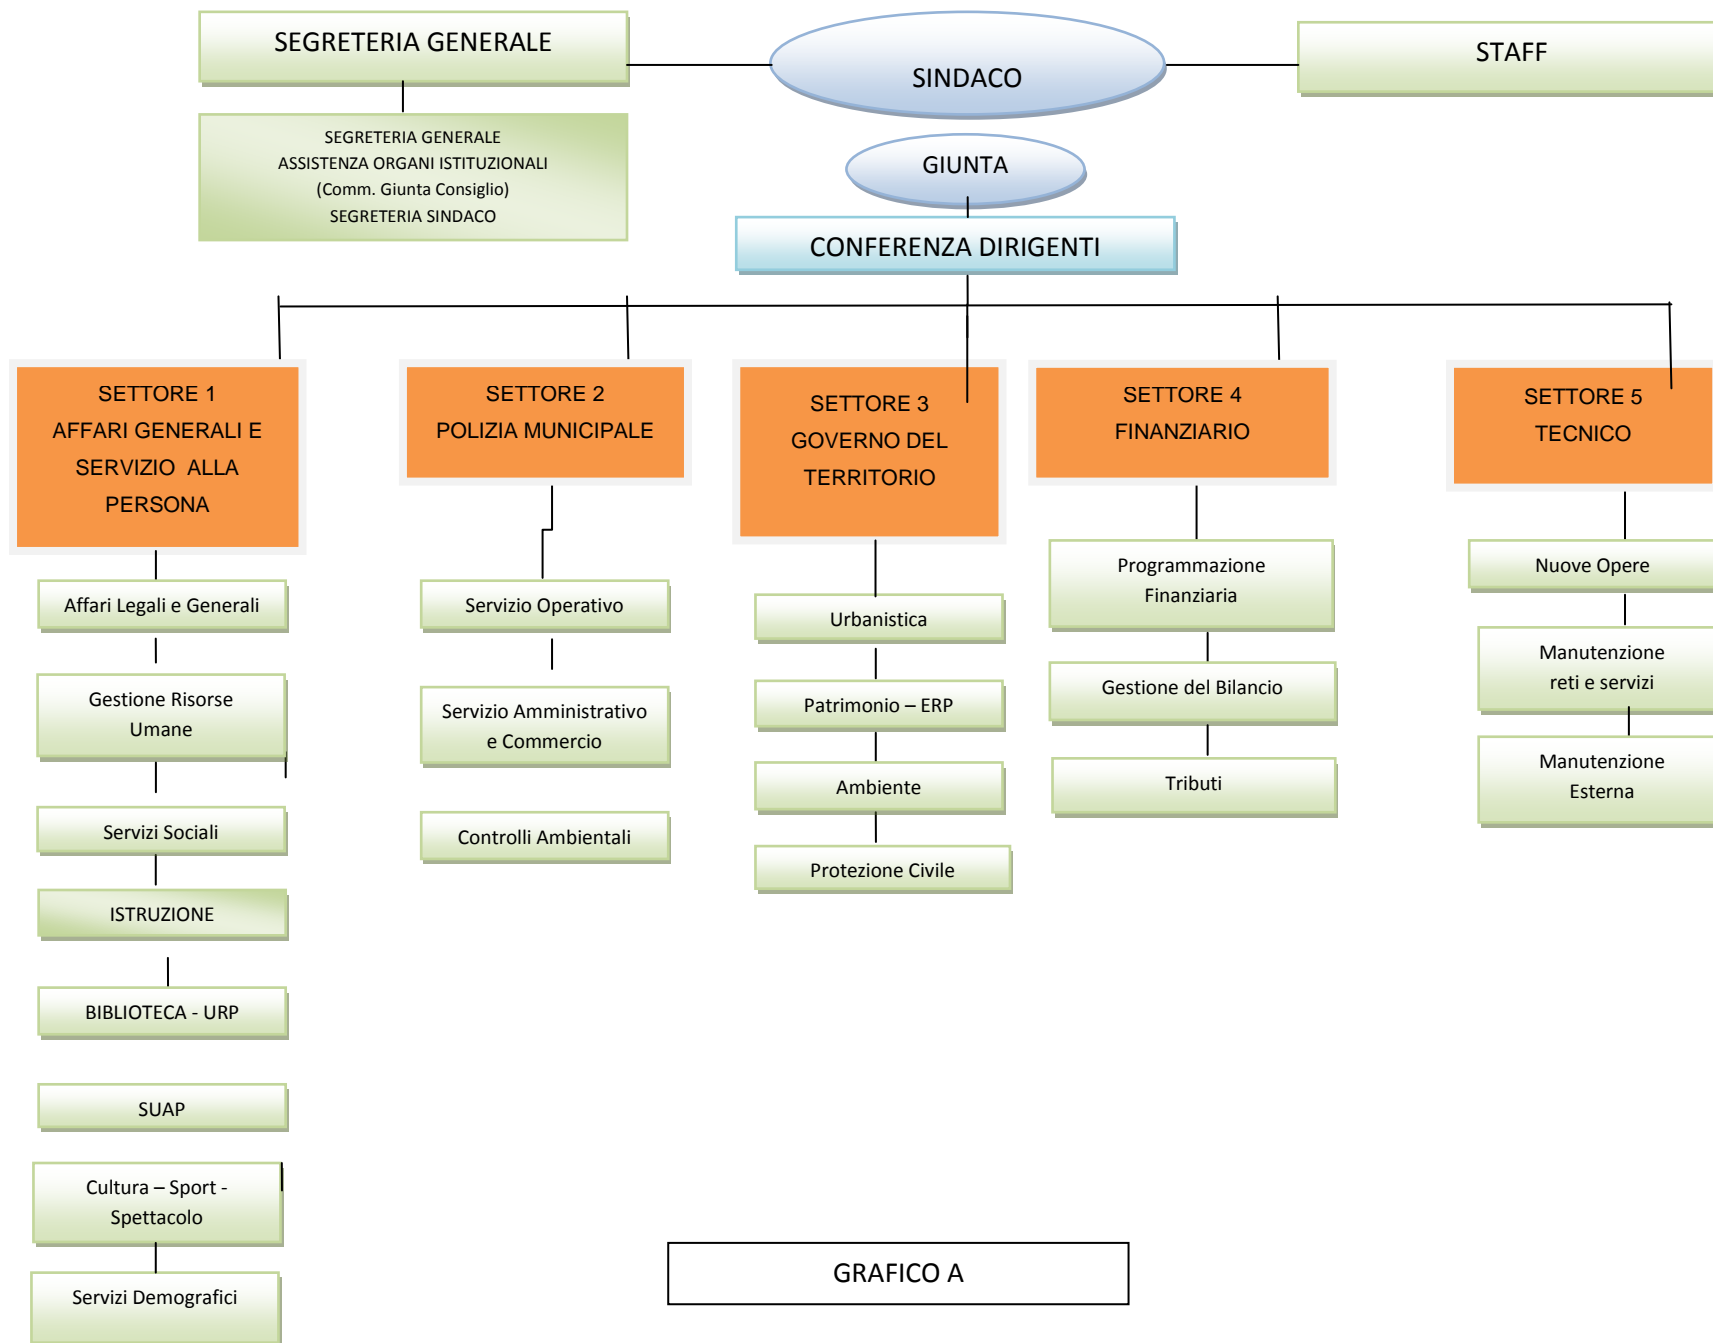 SEGRETERIA GENERALE
SINDACO
STAFF
SEGRETERIA GENERALE
ASSISTENZA ORGANI ISTITUZIONALI
(Comm. Giunta Consiglio)
SEGRETERIA SINDACO
GIUNTA
CONFERENZA DIRIGENTI
SETTORE 1
AFFARI GENERALI E
SERVIZIO ALLA
PERSONA
Affari Legali e Generali
Gestione Risorse
Umane
Servizi Sociali
ISTRUZIONE
BIBLIOTECA - URP
SUAP
Cultura – Sport -
Spettacolo
Servizi Demografici
SETTORE 2
POLIZIA MUNICIPALE
Servizio Operativo
Servizio Amministrativo
e Commercio
Controlli Ambientali
SETTORE 3
GOVERNO DEL
TERRITORIO
Urbanistica
Patrimonio – ERP
Ambiente
Protezione Civile
SETTORE 4
FINANZIARIO
Programmazione
Finanziaria
Gestione del Bilancio
Tributi
SETTORE 5
TECNICO
Nuove Opere
Manutenzione
reti e servizi
Manutenzione
Esterna
GRAFICO A